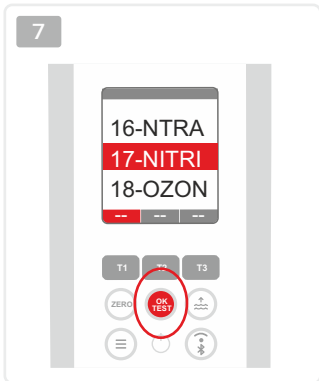 7
16-NTRA
17-NITRI
18-OZON
-- -- --
T1 T2 T3
ZERO
OK
TEST